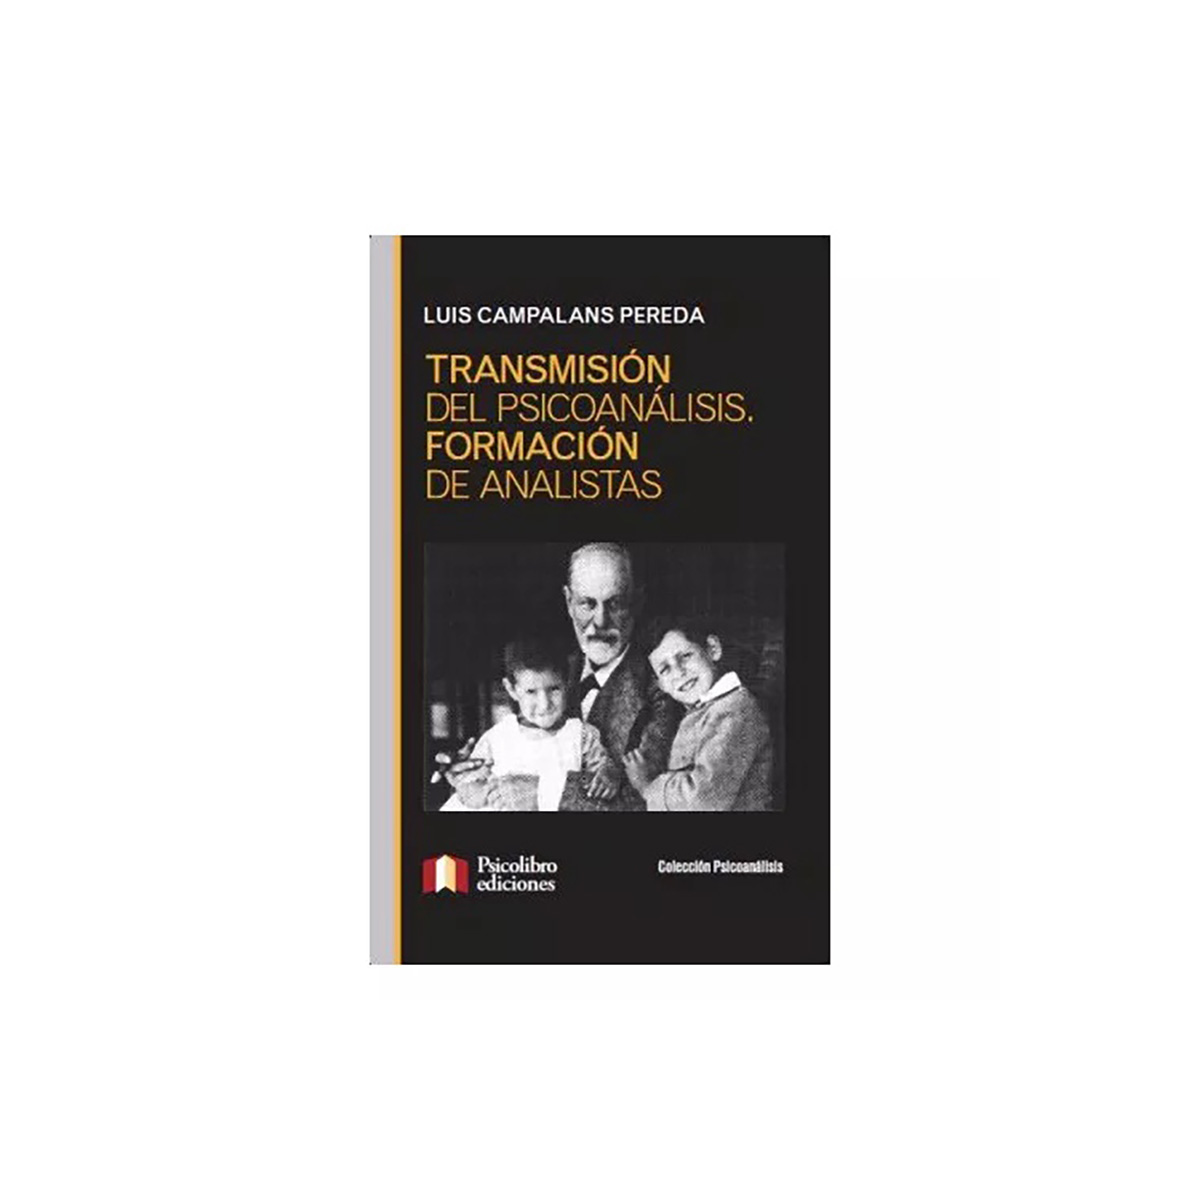 LUIS CAMPALANS PEREDA
TRANSMISIÓN
DEL PSICOANÁLISIS.
FORMACIÓN
DE ANALISTAS
Psicolibro
ediciones
Colección Psicoanálisis